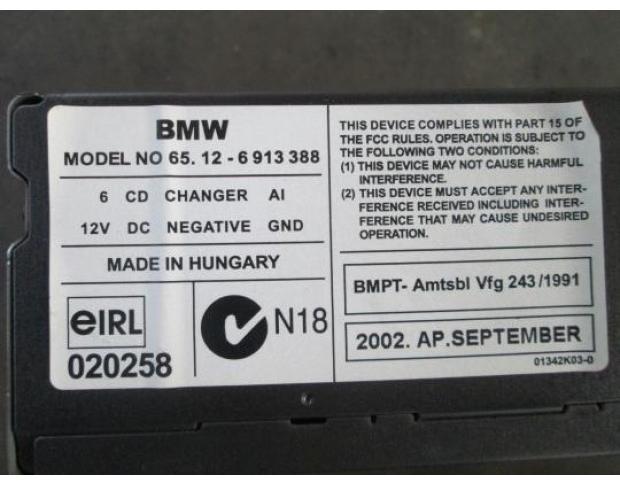 BMW
MODEL NO 65. 12 - 6 913 388
6 CD CHANGER AI
12V DC NEGATIVE GND
MADE IN HUNGARY
eIRL
020258
N18
THIS DEVICE COMPLIES WITH PART 15 OF
THE FCC RULES. OPERATION IS SUBJECT TO
THE FOLLOWING TWO CONDITIONS:
(1) THIS DEVICE MAY NOT CAUSE HARMFUL
INTERFERENCE.
(2) THIS DEVICE MUST ACCEPT ANY INTER-
FERENCE RECEIVED INCLUDING INTER-
FERENCE THAT MAY CAUSE UNDESIRED
OPERATION.
BMPT- Amtsbl Vfg 243 /1991
2002. AP.SEPTEMBER
01342K03-0